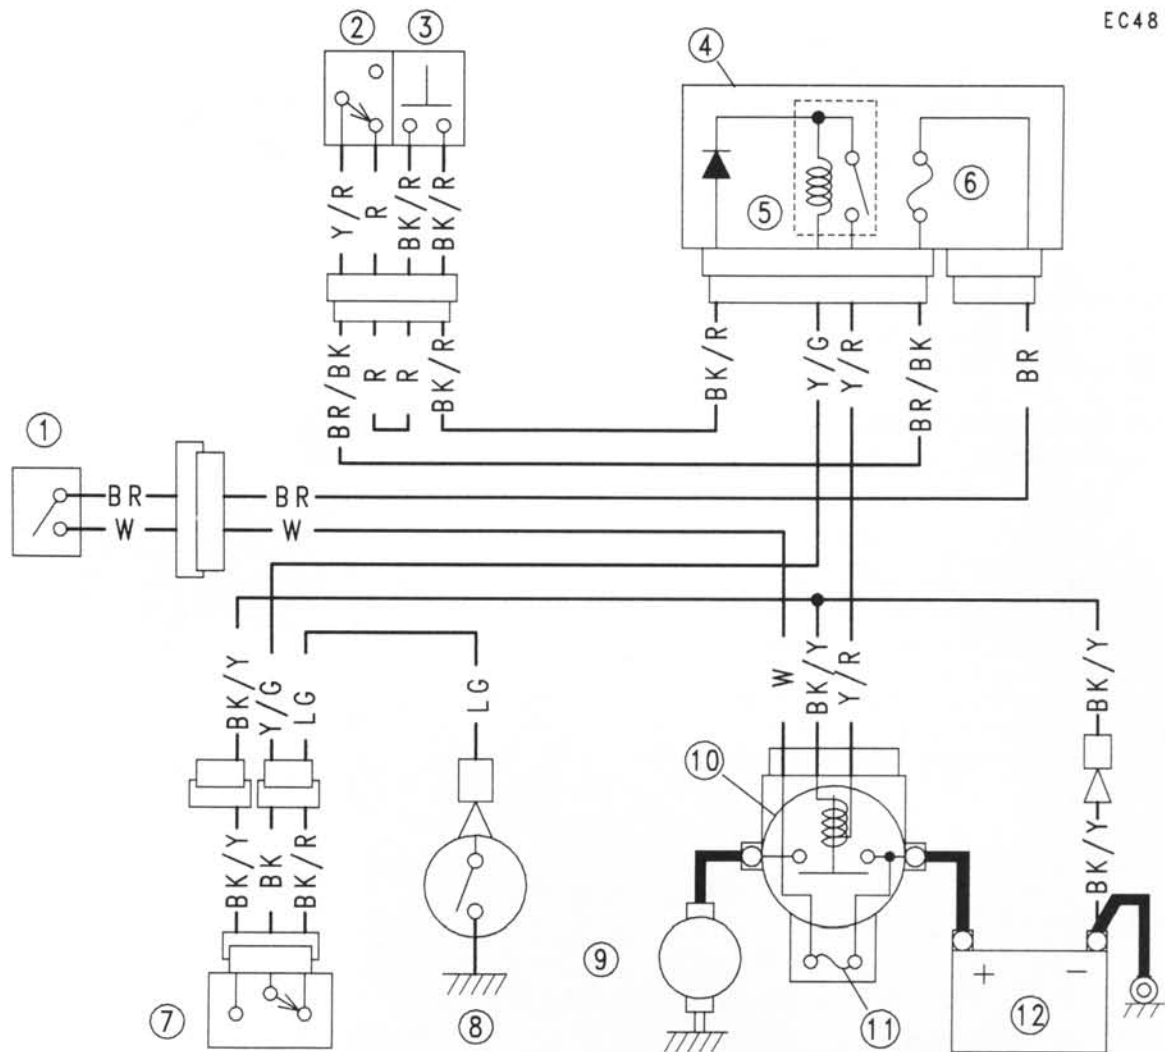 EC48
2 3
4
Y/R R BK/R BK/R
5 6
BR/BK R R BK/R
BK/R Y/G Y/R BR/BK BR
1
BR BR
W W
BK/Y Y/G LG LG
W BK/Y Y/R BK/Y
10
BK/Y BK BK/R
BK/Y
9
+ -
7 8 11 12